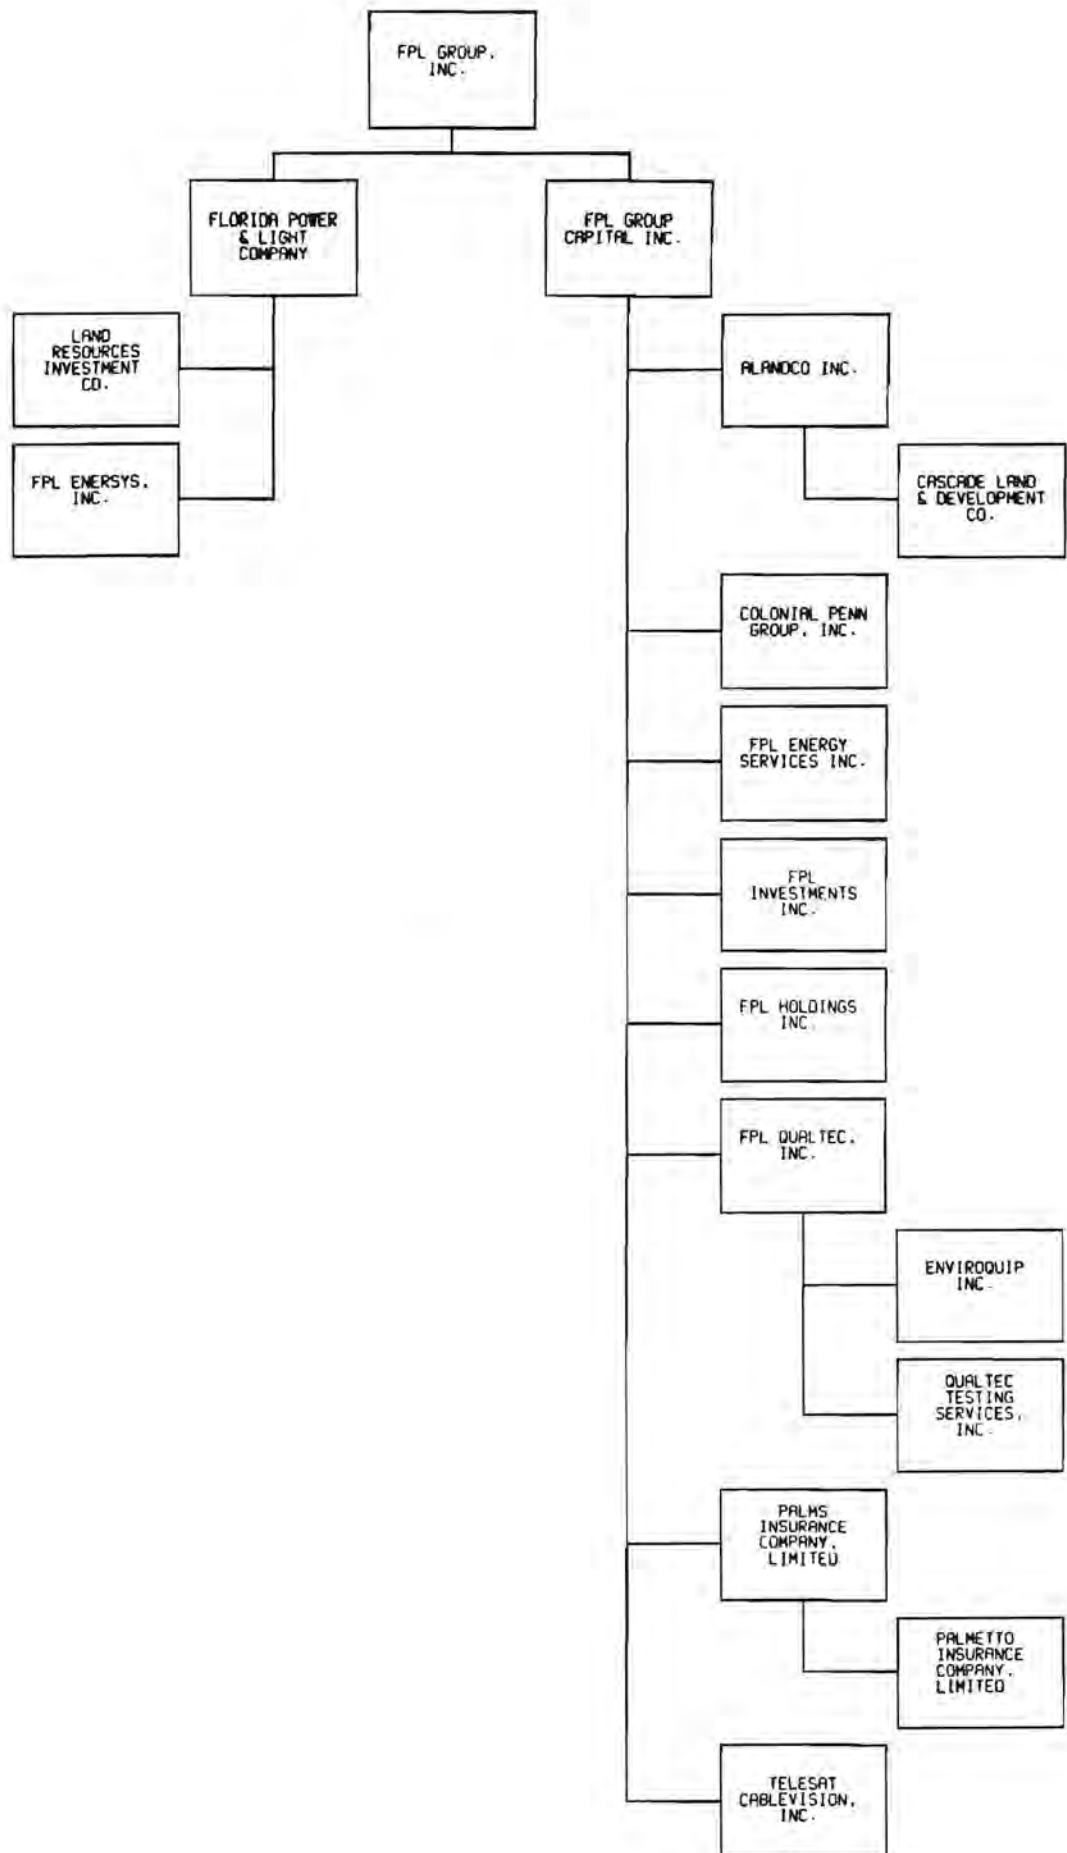 FPL GROUP,
INC.
FLORIDA POWER
& LIGHT
COMPANY
FPL GROUP
CAPITAL INC.
LAND
RESOURCES
INVESTMENT
CO.
ALANDCO INC.
FPL ENERSYS,
INC.
CASCADE LAND
& DEVELOPMENT
CO.
COLONIAL PENN
GROUP, INC.
FPL ENERGY
SERVICES INC.
FPL
INVESTMENTS
INC.
FPL HOLDINGS
INC.
FPL QUALTEC,
INC.
ENVIROQUIP
INC.
QUALTEC
TESTING
SERVICES,
INC.
PALMS
INSURANCE
COMPANY,
LIMITED
PALMETTO
INSURANCE
COMPANY,
LIMITED
TELESAT
CABLEVISION,
INC.